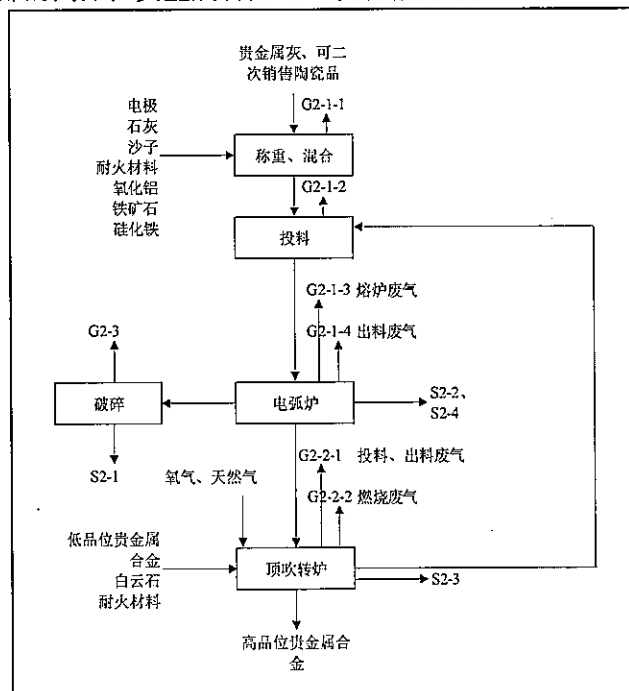 贵金属灰、可二
次销售陶瓷品
电极
石灰
沙子
耐火材料
氧化铝
铁矿石
硅化铁
G2-1-1
称重、混合
G2-1-2
投料
G2-1-3 熔炉废气
G2-3
G2-1-4 出料废气
破碎
电弧炉
S2-2、
S2-4
S2-1
氧气、天然气
G2-2-1 投料、出料废气
G2-2-2 燃烧废气
低品位贵金属
合金
白云石
耐火材料
顶吹转炉
S2-3
高品位贵金属合
金